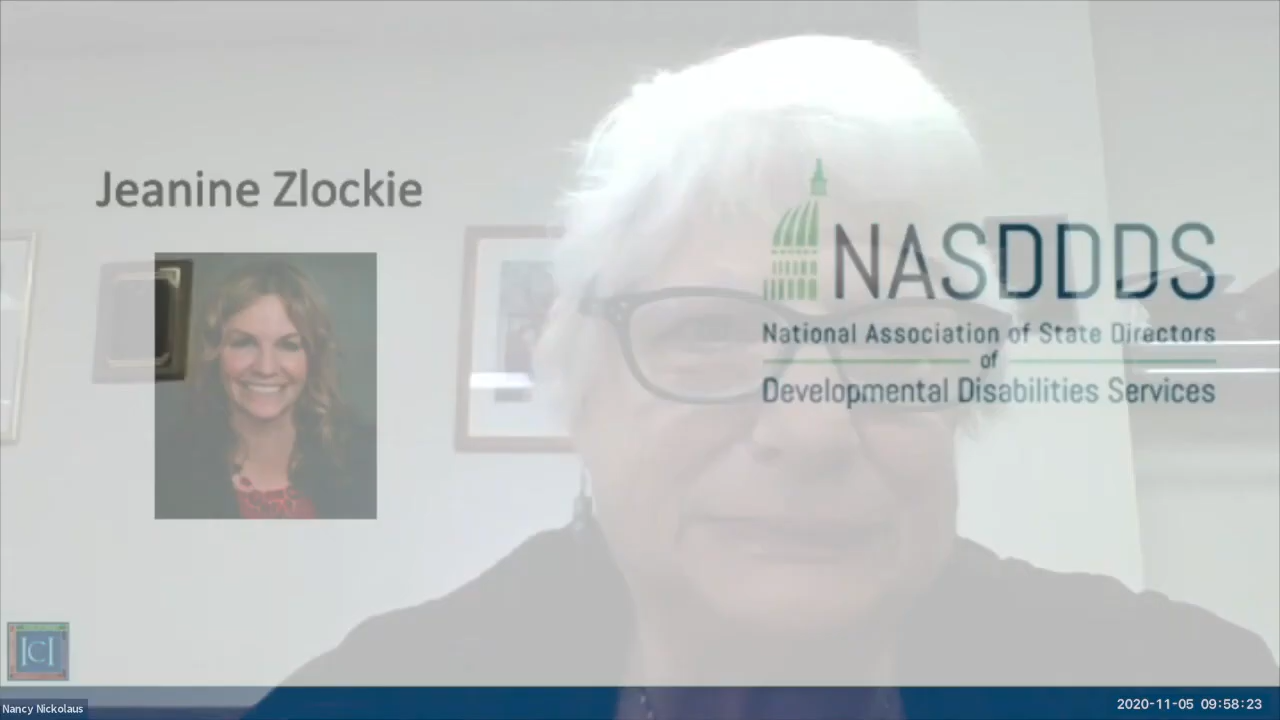 Jeanine Zlockie
NASDDDS
National Association of State Directors
of
Developmental Disabilities Services
ICI
Nancy Nickolaus
2020-11-05 09:58:23